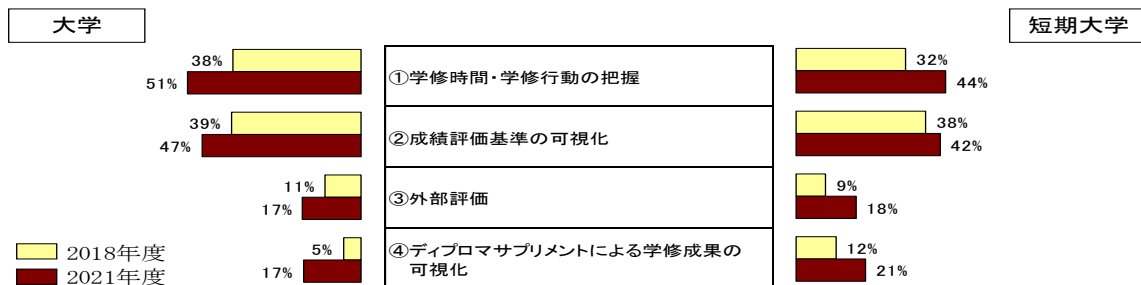 大学
短期大学
38%
①学修時間・学修行動の把握
32%
51%
44%
39%
②成績評価基準の可視化
38%
47%
42%
11%
③外部評価
9%
17%
18%
5%
④ディプロマサプリメントによる学修成果の
可視化
12%
17%
21%
2018年度
2021年度